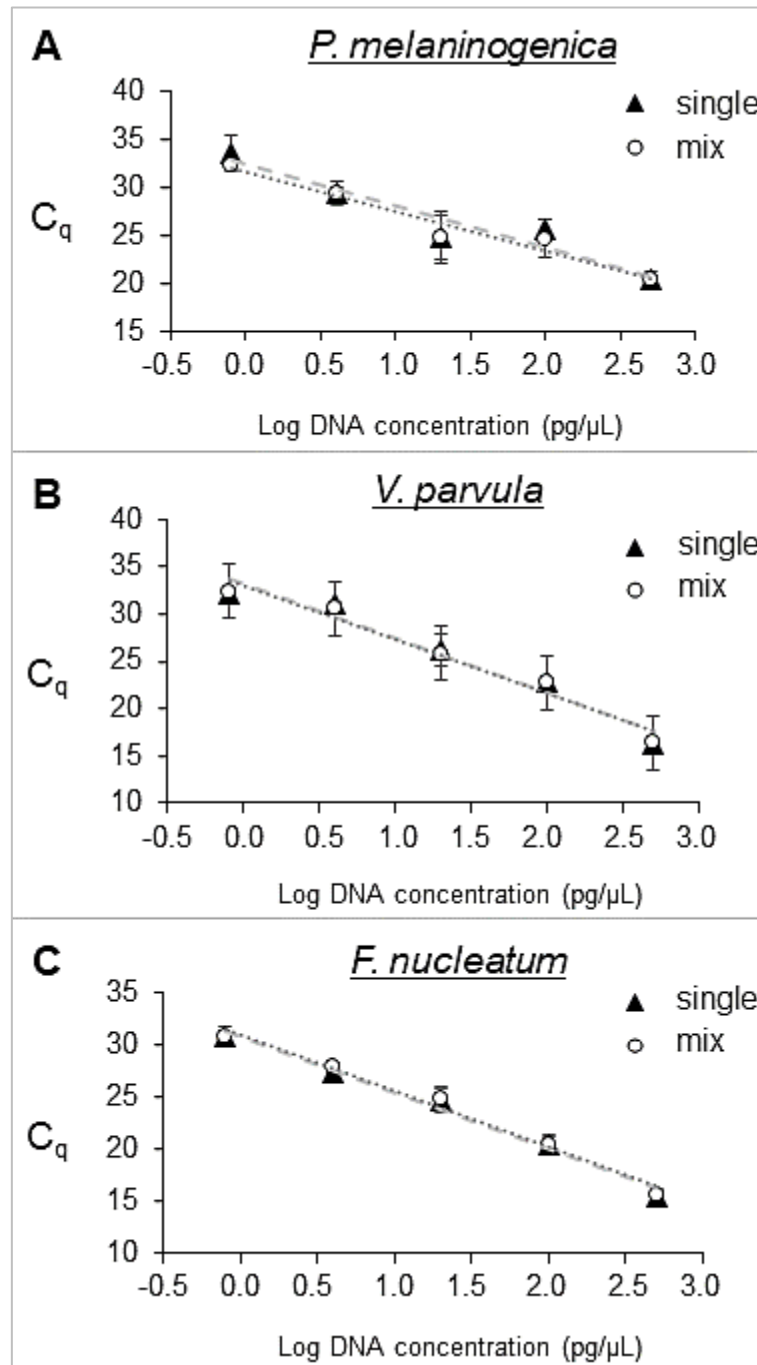 A P. melaninogenica
40
35
30
25
20
15
Cq
single
mix
-0.5 0.0 0.5 1.0 1.5 2.0 2.5 3.0
Log DNA concentration (pg/µL)
B V. parvula
40
35
30
25
20
15
10
Cq
single
mix
-0.5 0.0 0.5 1.0 1.5 2.0 2.5 3.0
Log DNA concentration (pg/µL)
C F. nucleatum
35
30
25
20
15
10
Cq
single
mix
-0.5 0.0 0.5 1.0 1.5 2.0 2.5 3.0
Log DNA concentration (pg/µL)